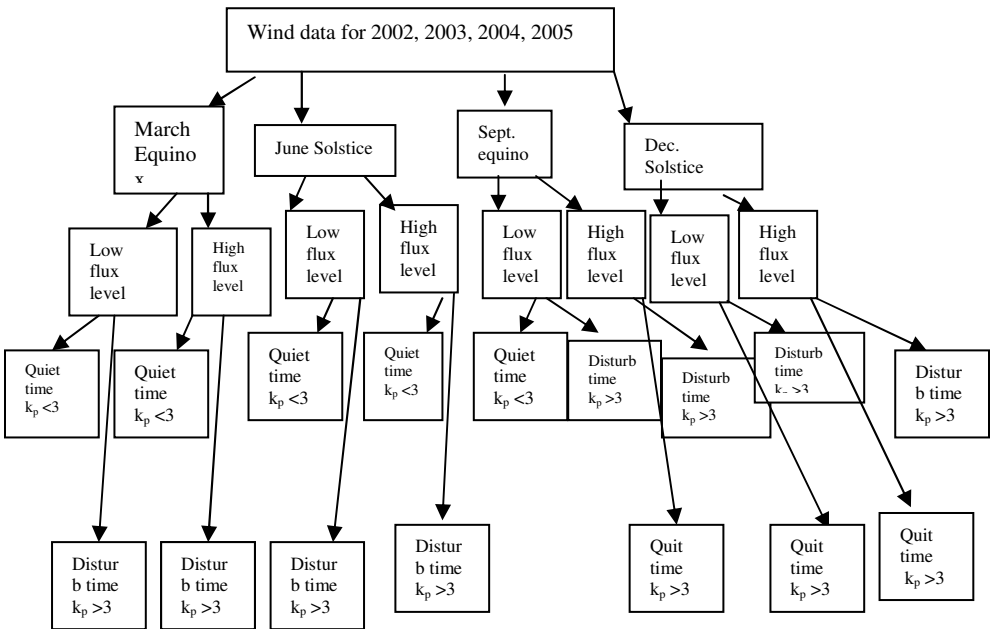 Wind data for 2002, 2003, 2004, 2005
March
Equino
x
June Solstice
Sept.
equino
Dec.
Solstice
Low
flux
level
High
flux
level
Low
flux
level
High
flux
level
Low
flux
level
High
flux
level
Low
flux
level
High
flux
level
Quiet
time
kp <3
Quiet
time
kp <3
Quiet
time
kp <3
Quiet
time
kp <3
Quiet
time
kp <3
Disturb
time
kp >3
Disturb
time
kp >3
Disturb
time
kp >3
Distur
b time
kp >3
Distur
b time
kp >3
Distur
b time
kp >3
Distur
b time
kp >3
Distur
b time
kp >3
Quit
time
kp >3
Quit
time
kp >3
Quit
time
kp >3